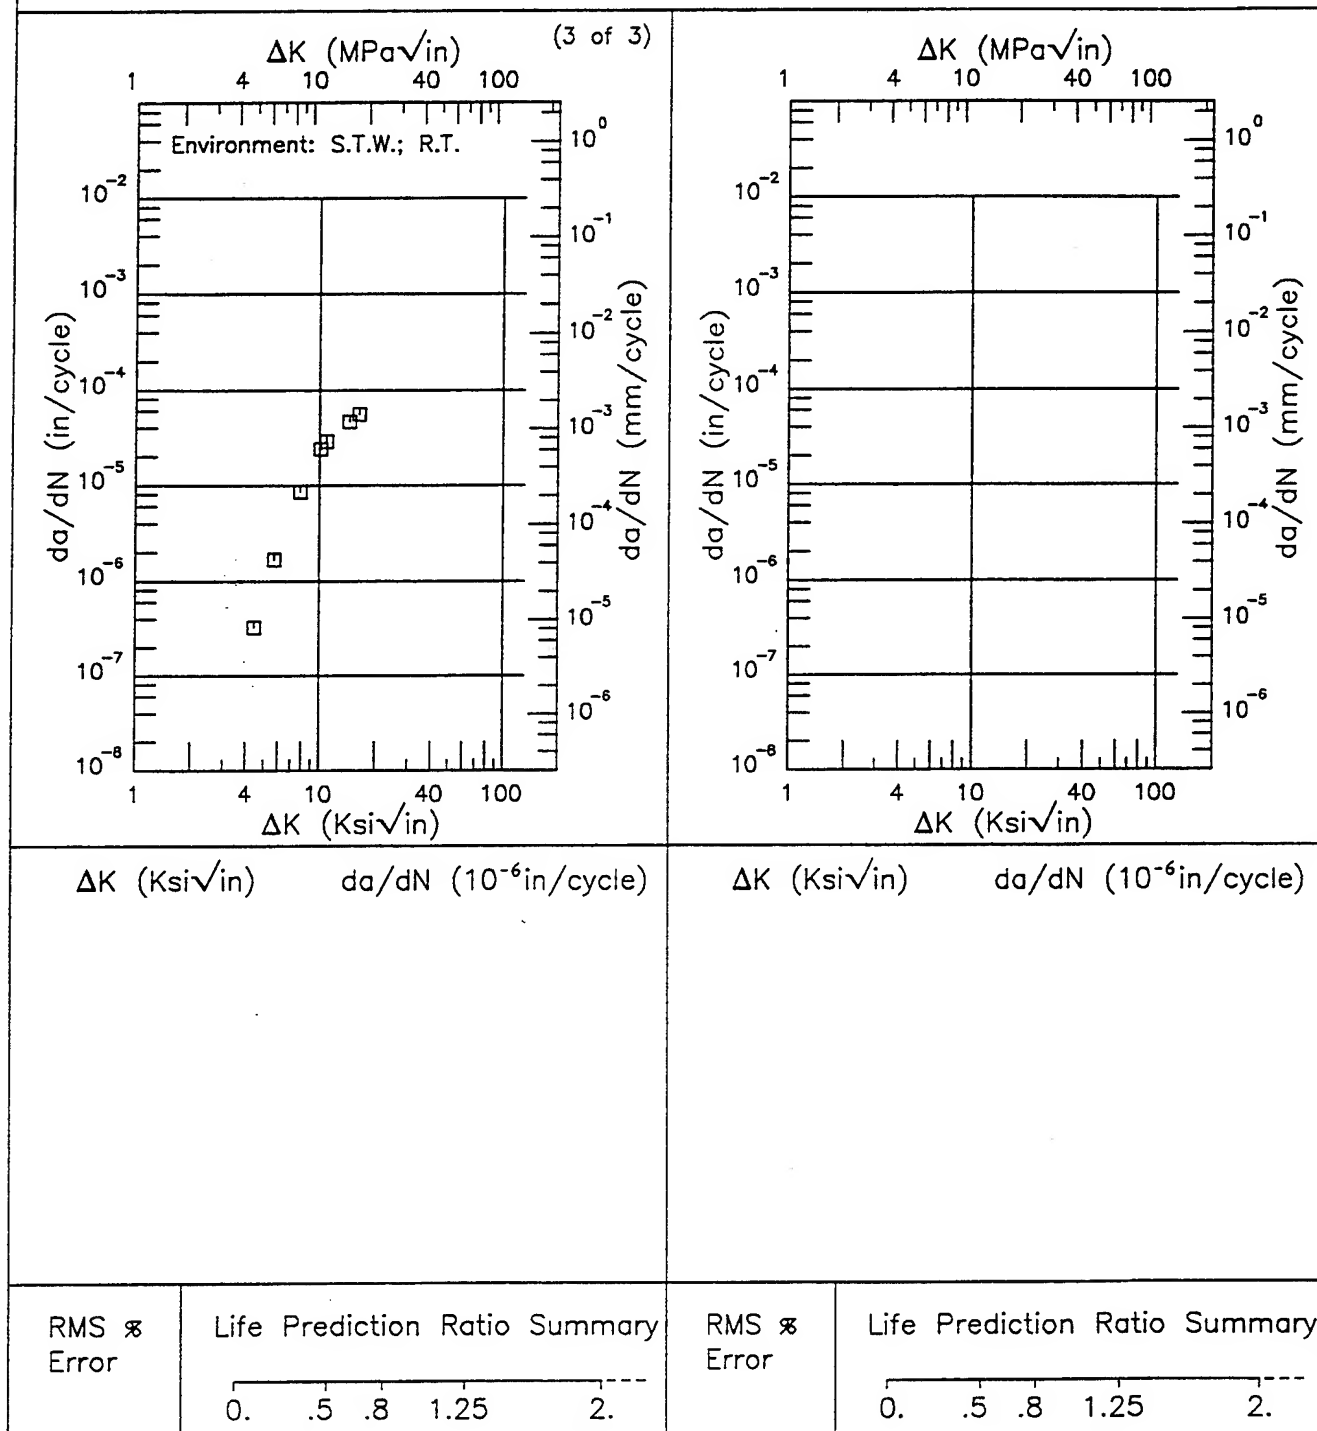 (3 of 3)
ΔK (MPa√in)
1 4 10 40 100
Environment: S.T.W.; R.T.
da/dN (in/cycle)
10⁻²
10⁻³
10⁻⁴
10⁻⁵
10⁻⁶
10⁻⁷
10⁻⁸
10⁰
10⁻¹
10⁻²
10⁻³
10⁻⁴
10⁻⁵
10⁻⁶
da/dN (mm/cycle)
1 4 10 40 100
ΔK (Ksi√in)
ΔK (MPa√in)
1 4 10 40 100
da/dN (in/cycle)
10⁻²
10⁻³
10⁻⁴
10⁻⁵
10⁻⁶
10⁻⁷
10⁻⁸
10⁰
10⁻¹
10⁻²
10⁻³
10⁻⁴
10⁻⁵
10⁻⁶
da/dN (mm/cycle)
1 4 10 40 100
ΔK (Ksi√in)
ΔK (Ksi√in) da/dN (10⁻⁶in/cycle)
ΔK (Ksi√in) da/dN (10⁻⁶in/cycle)
RMS %
Error
Life Prediction Ratio Summary
0. .5 .8 1.25 2.
RMS %
Error
Life Prediction Ratio Summary
0. .5 .8 1.25 2.